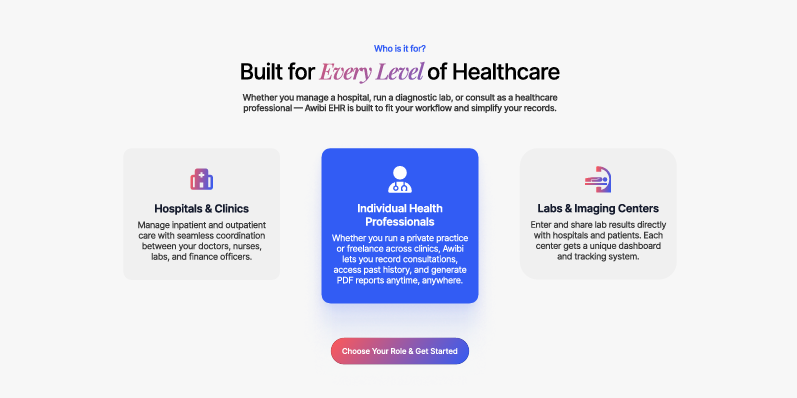 Who is it for?
Built for Every Level of Healthcare
Whether you manage a hospital, run a diagnostic lab, or consult as a healthcare
professional — Awibi EHR is built to fit your workflow and simplify your records.
Hospitals & Clinics
Manage inpatient and outpatient
care with seamless coordination
between your doctors, nurses,
labs, and finance officers.
Individual Health
Professionals
Whether you run a private practice
or freelance across clinics, Awibi
lets you record consultations,
access past history, and generate
PDF reports anytime, anywhere.
Labs & Imaging Centers
Enter and share lab results directly
with hospitals and patients. Each
center gets a unique dashboard
and tracking system.
Choose Your Role & Get Started